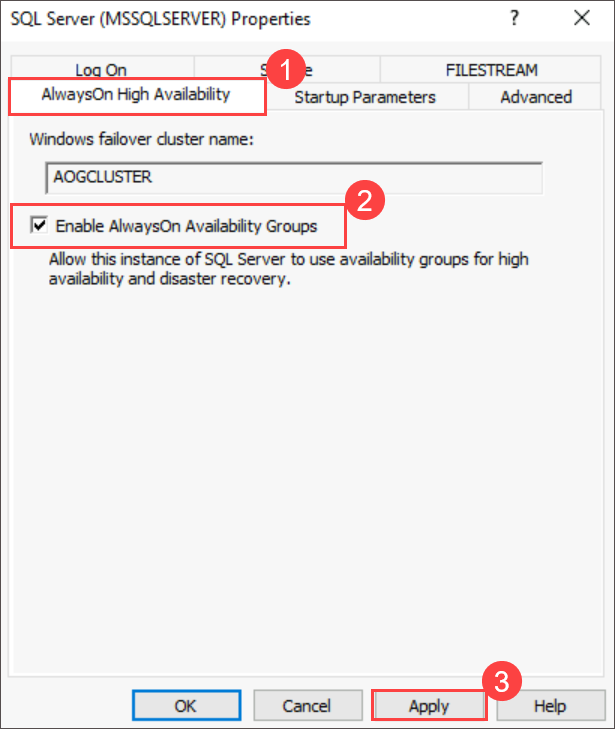 SQL Server (MSSQLSERVER) Properties
?
Log On
FILESTREAM
1
AlwaysOn High Availability
Startup Parameters
Advanced
Windows failover cluster name:
AOGCLUSTER
2
Enable AlwaysOn Availability Groups
Allow this instance of SQL Server to use availability groups for high
availability and disaster recovery.
3
OK
Cancel
Apply
Help